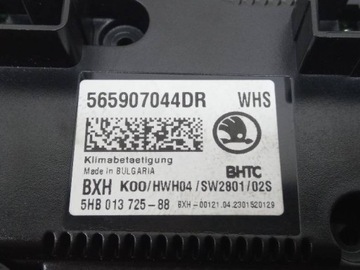 565907044DR WHS
Klimabetaetigung
Made in BULGARIA
BHTC
BXH K00/HWH04/SW2801/02S
5HB 013 725-88 BXH-00121.04.2301520129